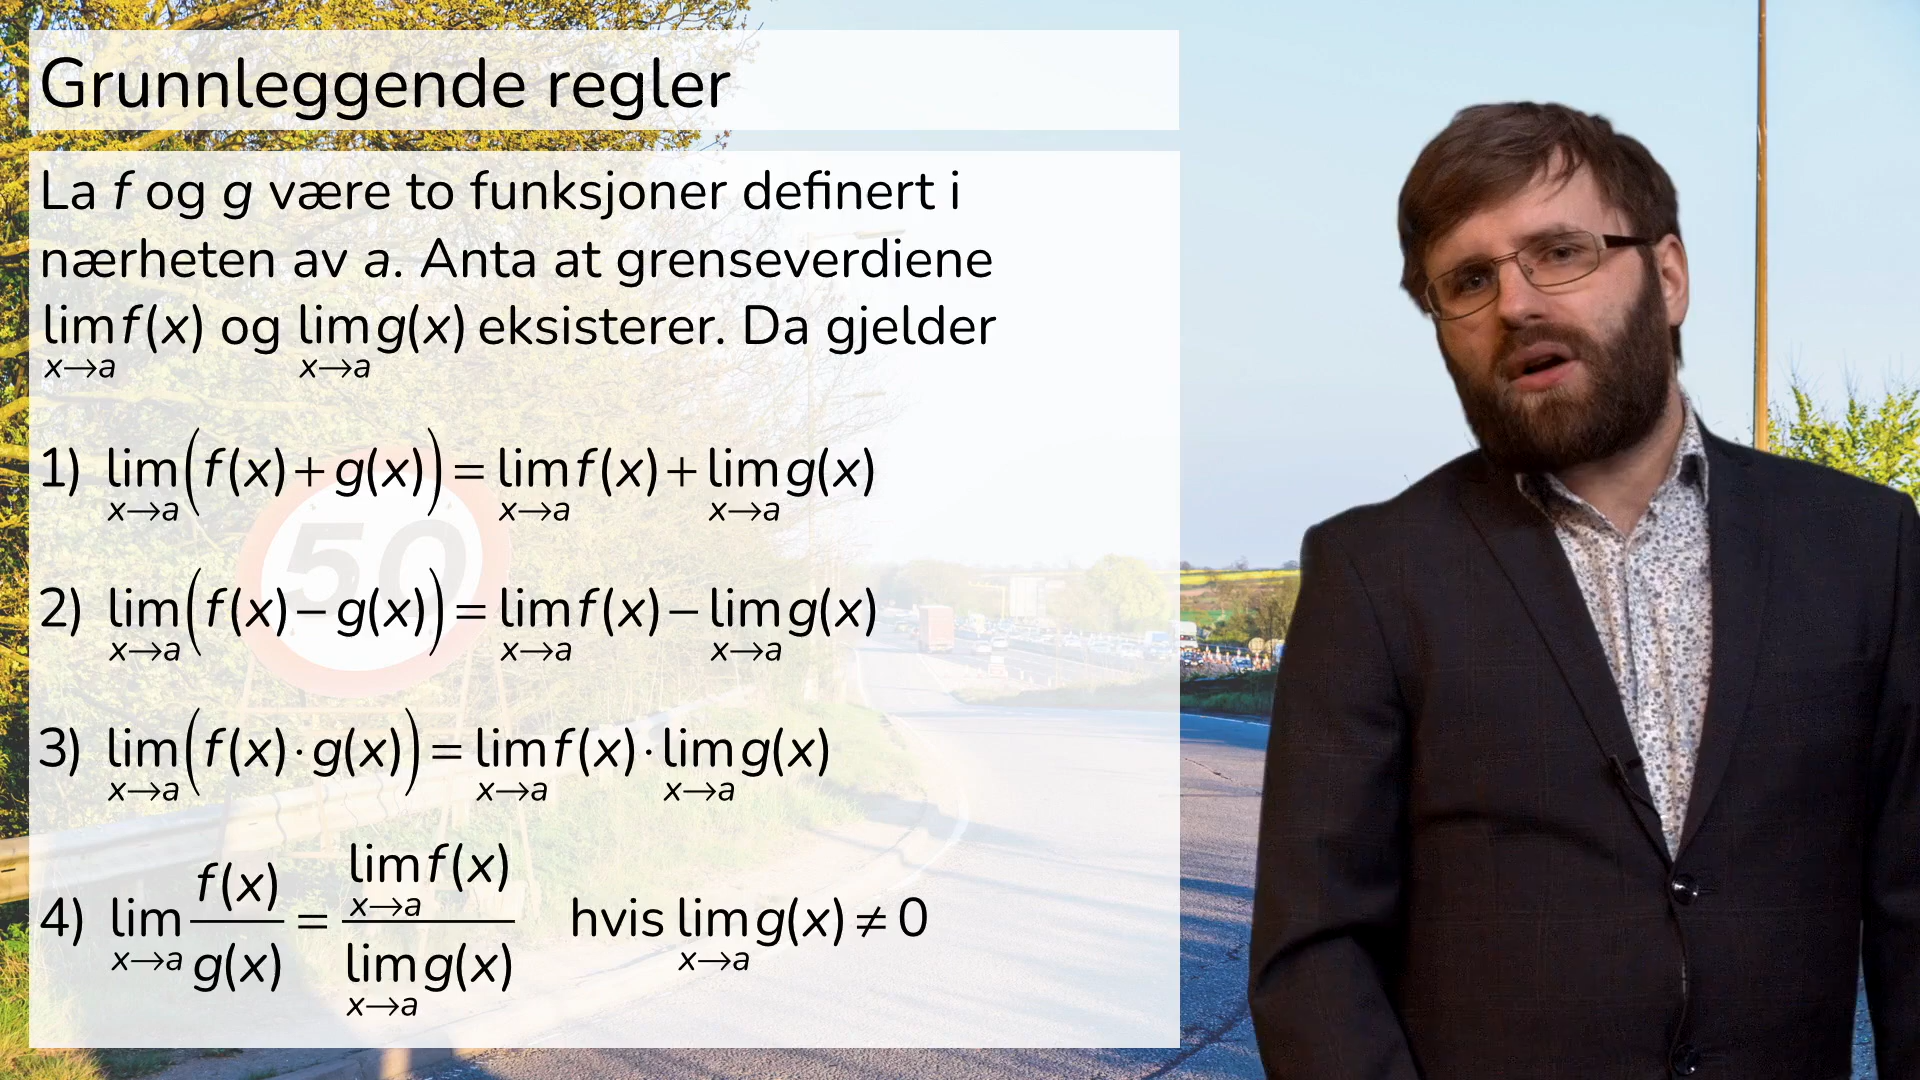 Grunnleggende regler
La f og g være to funksjoner definert i
nærheten av a. Anta at grenseverdiene
lim f(x) og lim g(x) eksisterer. Da gjelder
x→a x→a
1) lim(f(x)+g(x)) = lim f(x)+lim g(x)
x→a x→a x→a
2) lim(f(x)−g(x)) = lim f(x)−lim g(x)
x→a x→a x→a
3) lim(f(x)·g(x)) = lim f(x)·lim g(x)
x→a x→a x→a
4) lim f(x)/g(x) = lim f(x)/lim g(x) hvis lim g(x) ≠ 0
x→a x→a x→a x→a
50